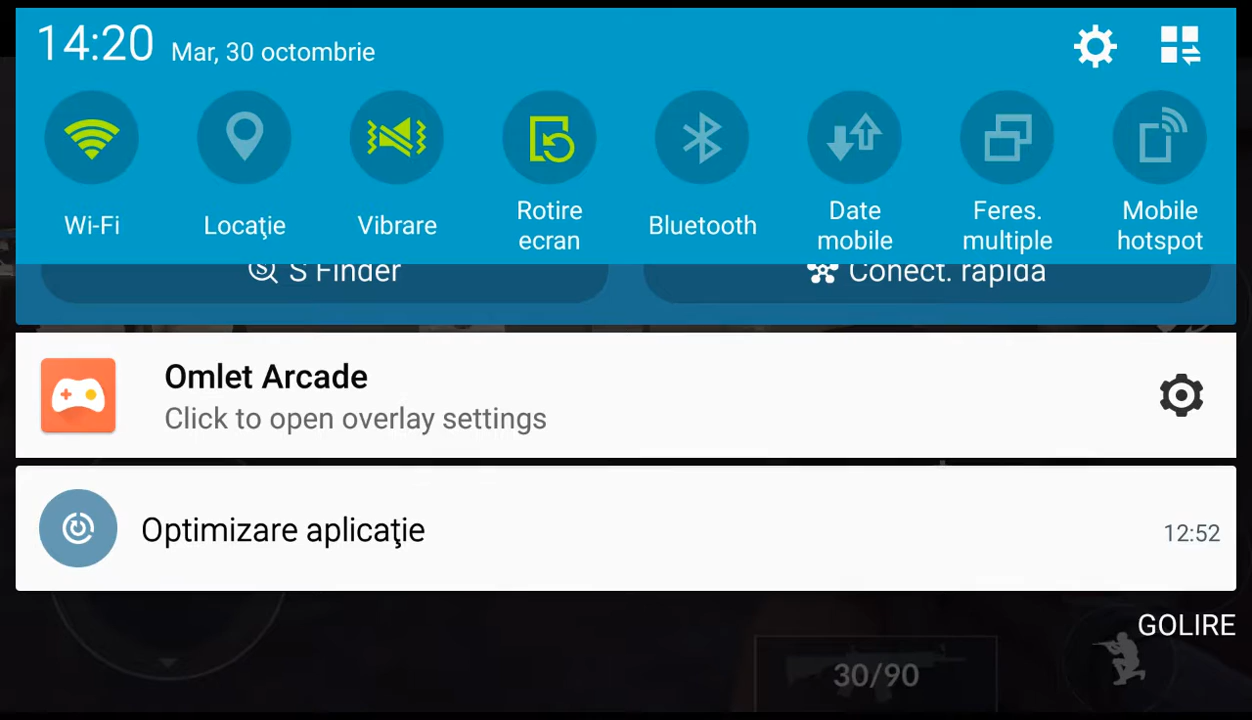 14:20 Mar, 30 octombrie
Wi-Fi
Locaţie
Vibrare
Rotire
ecran
Bluetooth
Date
mobile
Feres.
multiple
Mobile
hotspot
S Finder
Conect. rapidă
Omlet Arcade
Click to open overlay settings
Optimizare aplicaţie
12:52
GOLIRE
30/90